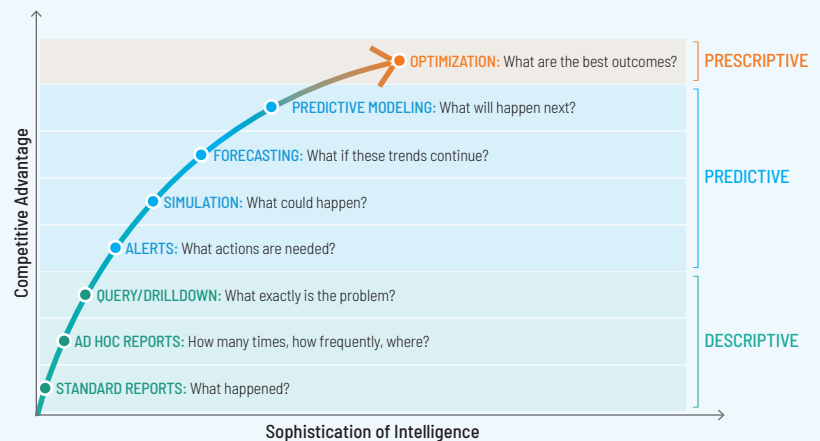 OPTIMIZATION: What are the best outcomes?
PRESCRIPTIVE
PREDICTIVE MODELING: What will happen next?
FORECASTING: What if these trends continue?
PREDICTIVE
SIMULATION: What could happen?
ALERTS: What actions are needed?
QUERY/DRILLDOWN: What exactly is the problem?
AD HOC REPORTS: How many times, how frequently, where?
DESCRIPTIVE
STANDARD REPORTS: What happened?
Competitive Advantage
Sophistication of Intelligence